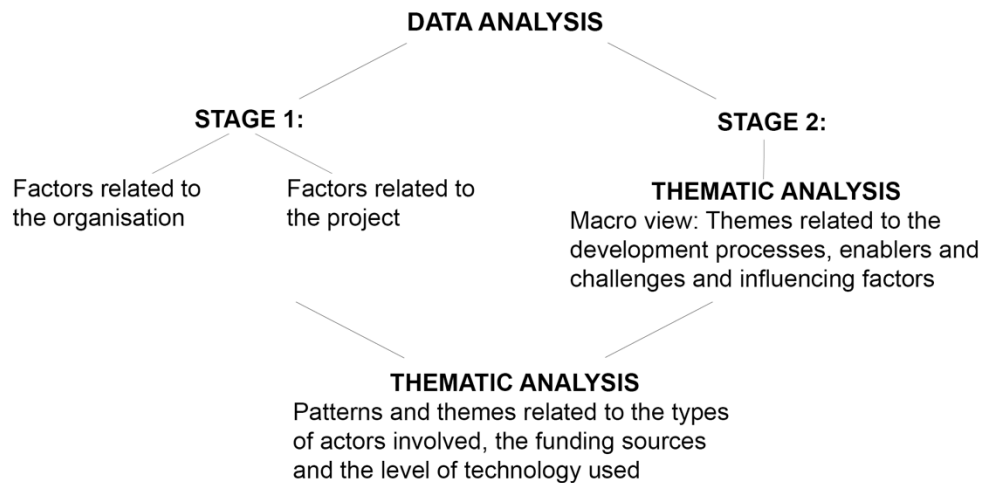 DATA ANALYSIS
STAGE 1:
STAGE 2:
Factors related to
the organisation
Factors related to
the project
THEMATIC ANALYSIS
Macro view: Themes related to the
development processes, enablers and
challenges and influencing factors
THEMATIC ANALYSIS
Patterns and themes related to the types
of actors involved, the funding sources
and the level of technology used